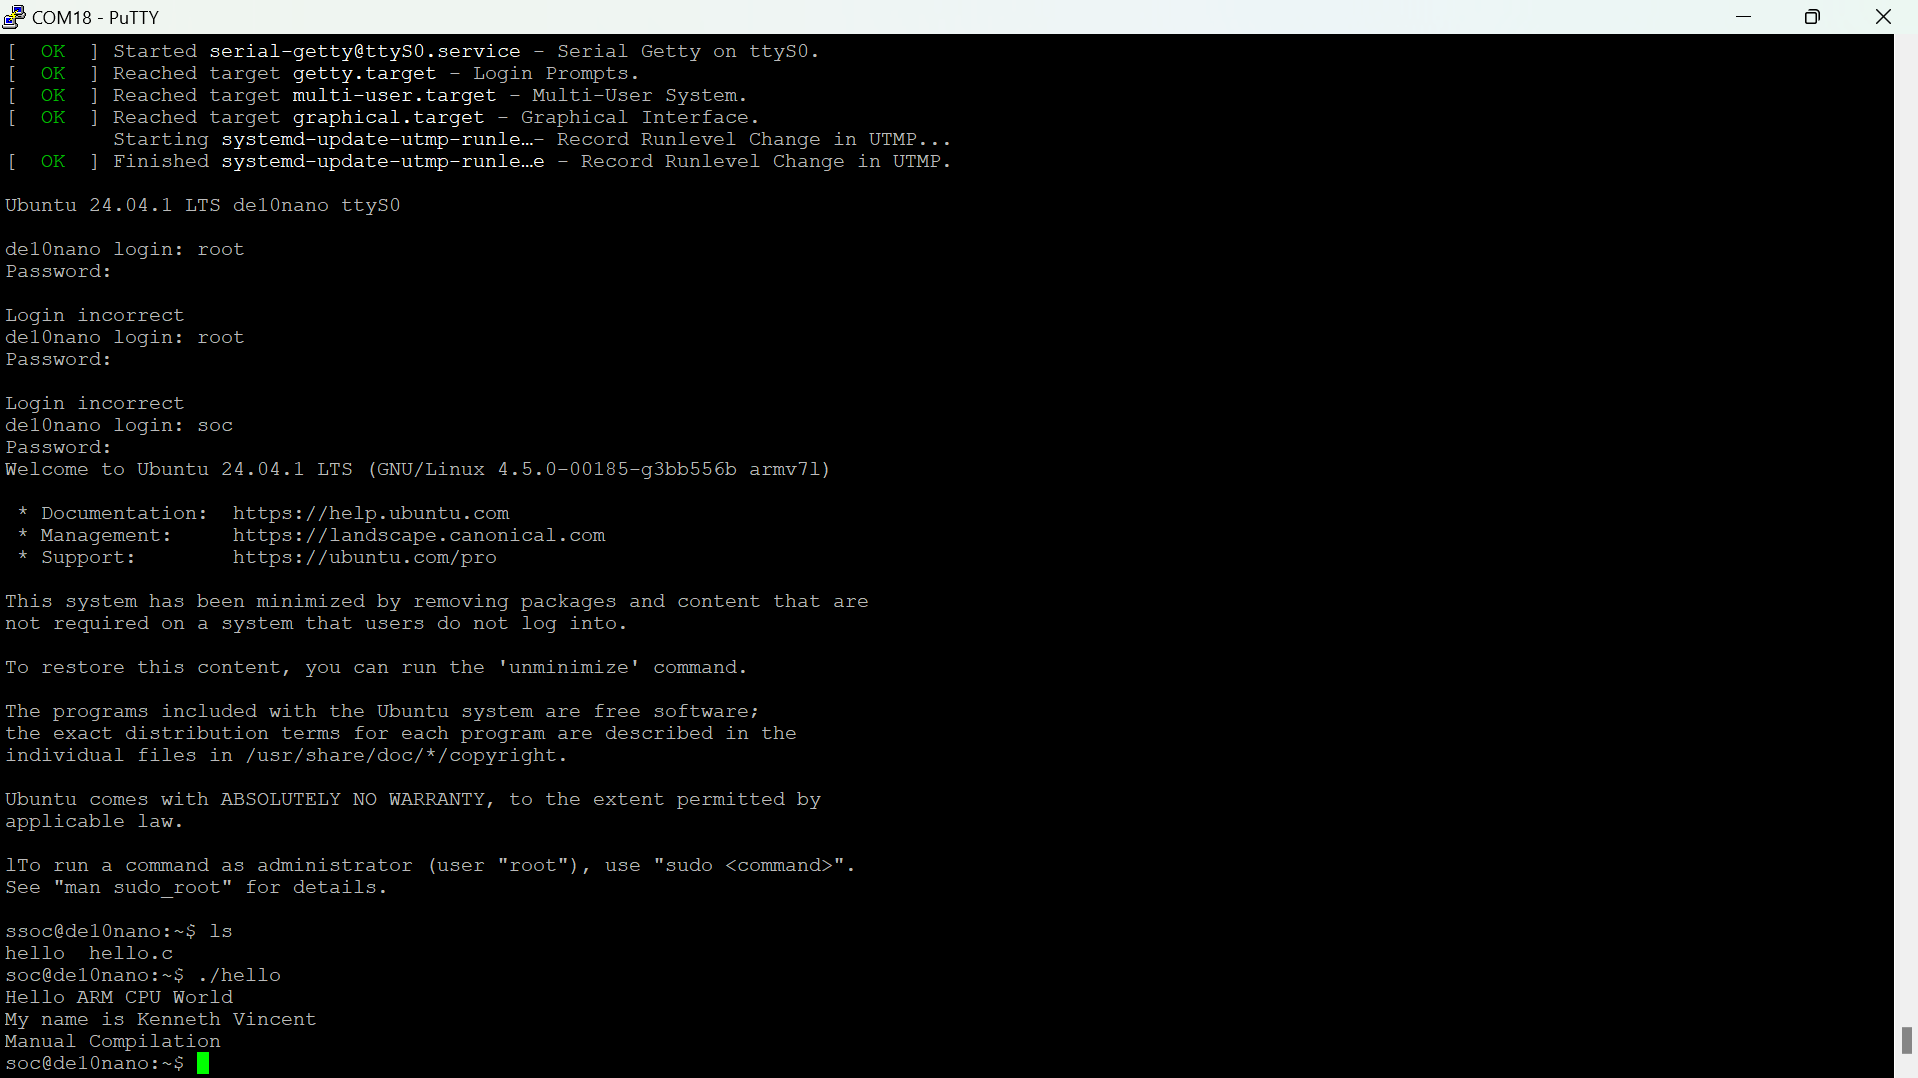 COM18 - PuTTY
[  OK  ] Started serial-getty@ttyS0.service - Serial Getty on ttyS0.
[  OK  ] Reached target getty.target - Login Prompts.
[  OK  ] Reached target multi-user.target - Multi-User System.
[  OK  ] Reached target graphical.target - Graphical Interface.
         Starting systemd-update-utmp-runle…- Record Runlevel Change in UTMP...
[  OK  ] Finished systemd-update-utmp-runle…e - Record Runlevel Change in UTMP.
Ubuntu 24.04.1 LTS de10nano ttyS0
de10nano login: root
Password:
Login incorrect
de10nano login: root
Password:
Login incorrect
de10nano login: soc
Password:
Welcome to Ubuntu 24.04.1 LTS (GNU/Linux 4.5.0-00185-g3bb556b armv7l)
 * Documentation:  https://help.ubuntu.com
 * Management:     https://landscape.canonical.com
 * Support:        https://ubuntu.com/pro
This system has been minimized by removing packages and content that are
not required on a system that users do not log into.
To restore this content, you can run the 'unminimize' command.
The programs included with the Ubuntu system are free software;
the exact distribution terms for each program are described in the
individual files in /usr/share/doc/*/copyright.
Ubuntu comes with ABSOLUTELY NO WARRANTY, to the extent permitted by
applicable law.
lTo run a command as administrator (user "root"), use "sudo <command>".
See "man sudo_root" for details.
ssoc@de10nano:~$ ls
hello  hello.c
soc@de10nano:~$ ./hello
Hello ARM CPU World
My name is Kenneth Vincent
Manual Compilation
soc@de10nano:~$